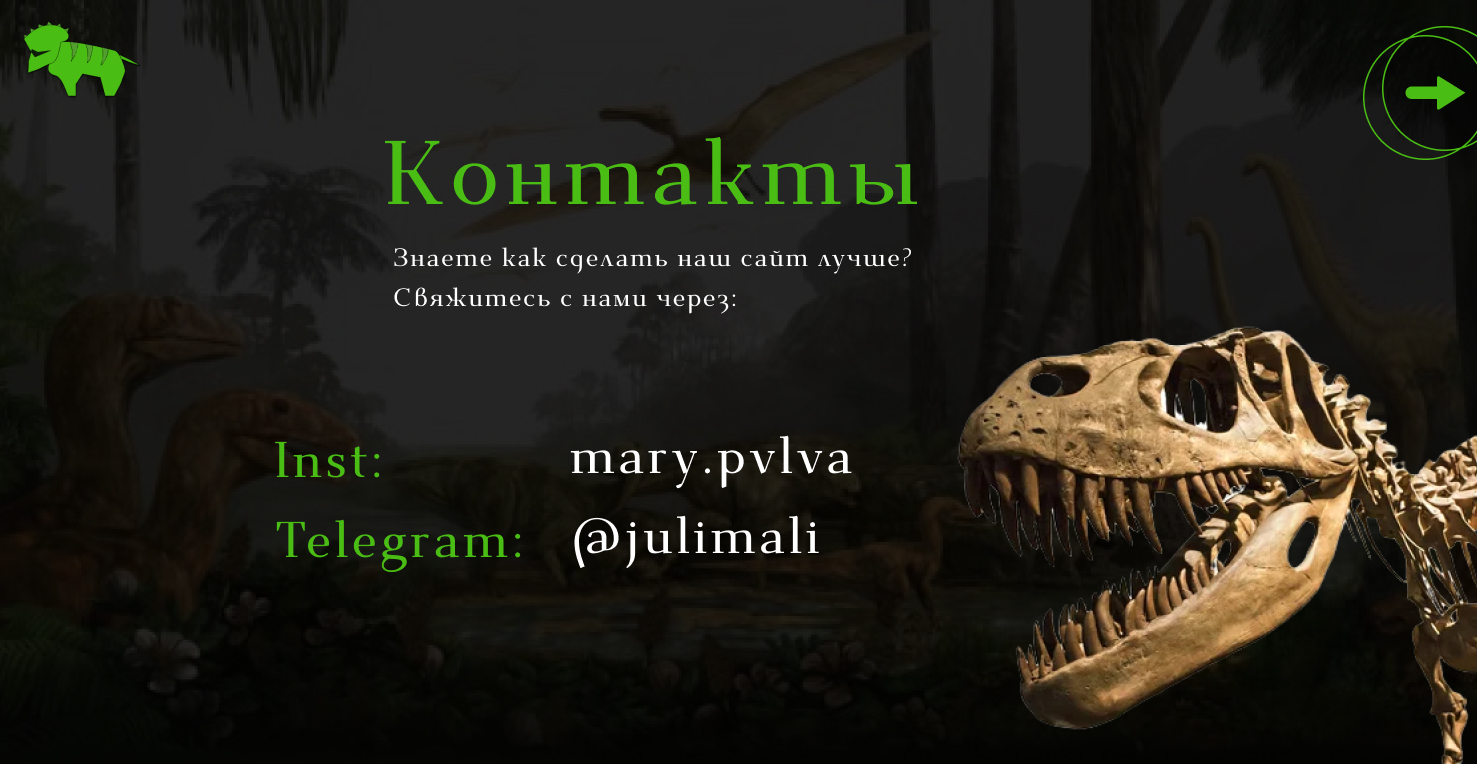 Контакты
Знаете как сделать наш сайт лучше?
Свяжитесь с нами через:
Inst: mary.pvlva
Telegram: @julimali